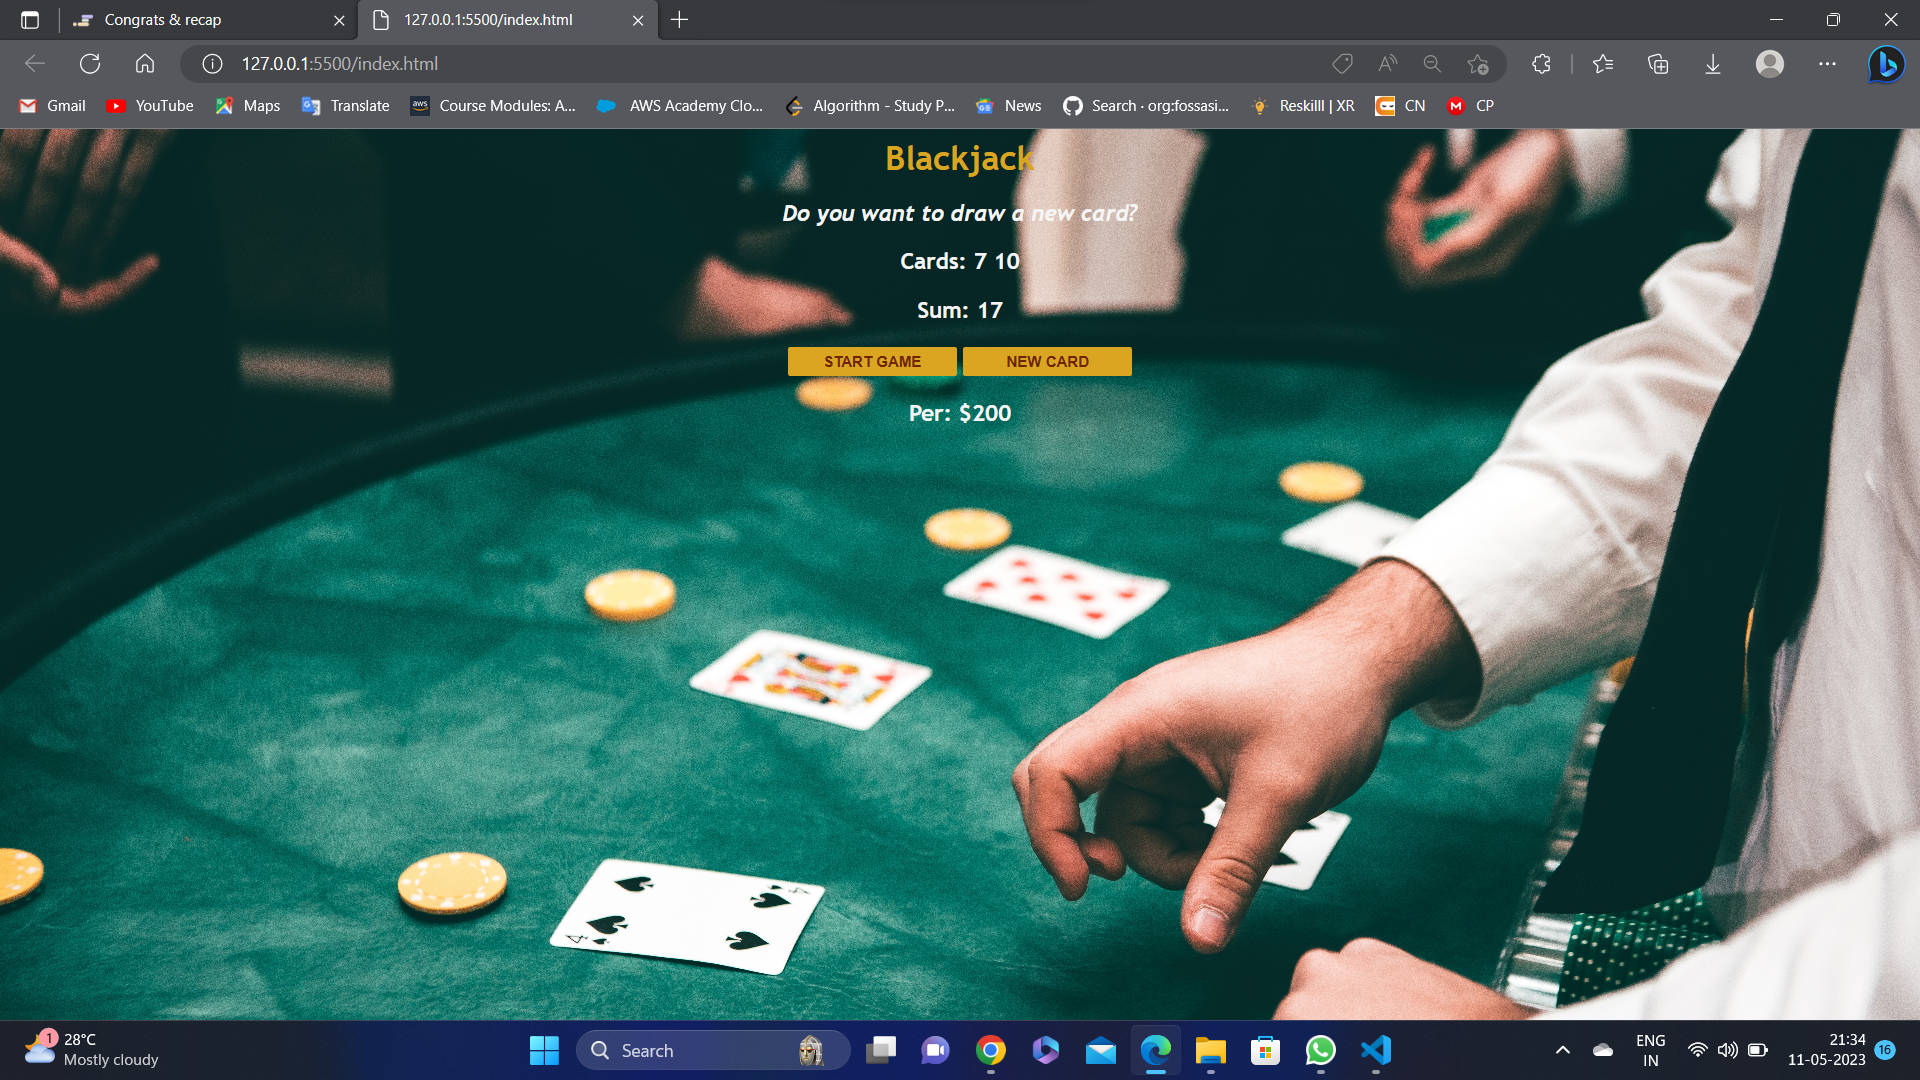 Congrats & recap
127.0.0.1:5500/index.html
127.0.0.1:5500/index.html
Gmail YouTube Maps Translate Course Modules: A... AWS Academy Clo... Algorithm - Study P... News Search · org:fossasi... Reskilll | XR CN CP
Blackjack
Do you want to draw a new card?
Cards: 7 10
Sum: 17
START GAME NEW CARD
Per: $200
4
4
1
28°C
Mostly cloudy
Search
ENG
IN
21:34
11-05-2023
16